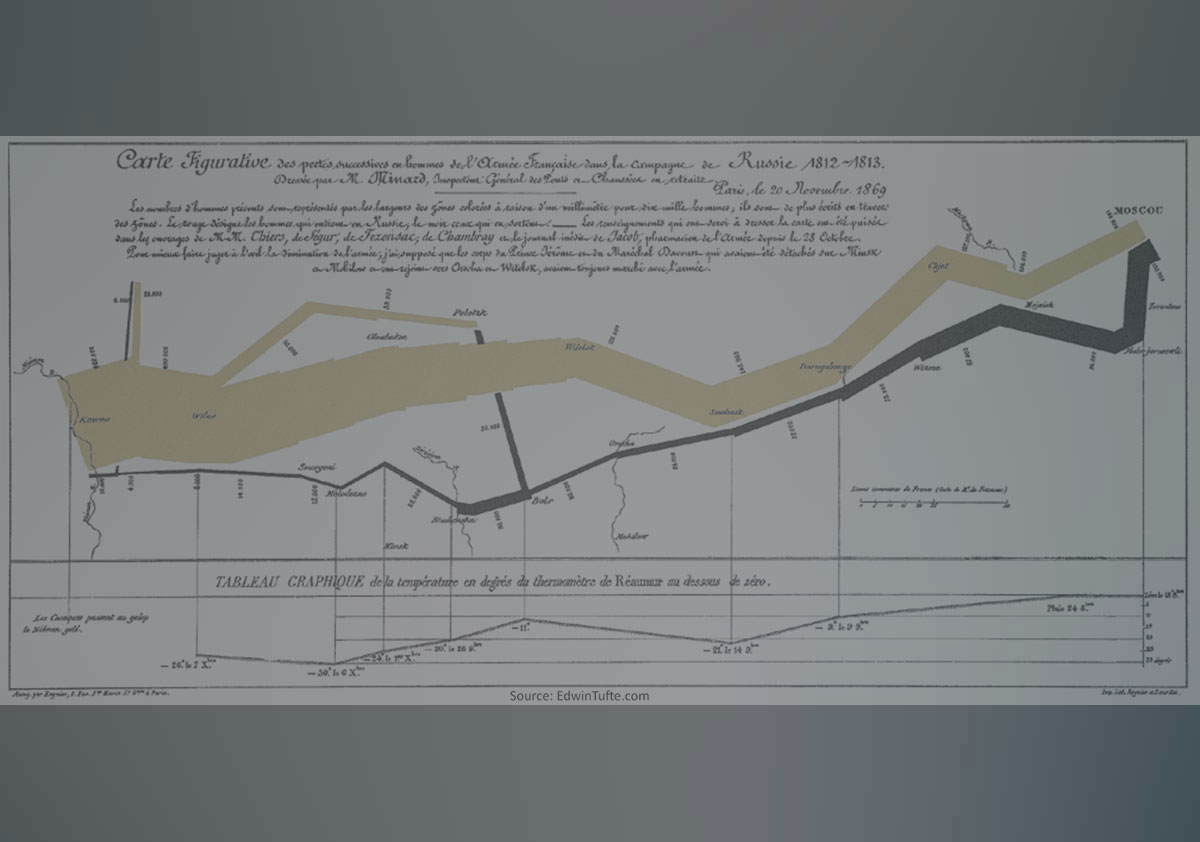 Carte Figurative des pertes successives en hommes de l'Armée Française dans la campagne de Russie 1812-1813.
Dressée par M. Minard, Inspecteur Général des Ponts et Chaussées en retraite.
Paris, le 20 Novembre 1869
Les nombres d'hommes présents sont représentés par les largeurs des zônes colorées à raison d'un millimètre pour dix mille hommes; ils sont de plus écrits en travers
des zônes. Le rouge désigne les hommes qui entrent en Russie, le noir ceux qui en sortent. Les renseignements qui ont servi à dresser la carte ont été puisés
dans les ouvrages de M.M. Chiers, de Ségur, de Fezensac, de Chambray et le journal inédit de Jacob, pharmacien de l'Armée depuis le 28 Octobre.
Pour mieux faire juger à l'œil la diminution de l'armée, j'ai supposé que les corps du Prince Jérôme et du Maréchal Davoust qui avaient été détachés sur Minsk
et Mohilow et ont rejoint vers Orscha et Witebsk, avaient toujours marché avec l'armée.
MOSCOU
Chjat
Mojaisk
Polotzk
Gloubokoe
Witebsk
Dorogobouge
Wixma
Smolensk
Kowno
Wilna
Smorgoni
Molodezno
Orscha
Bobr
Studienska
Minsk
Mohilow
Lieues communes de France (Carte de M. de Fezensac)
TABLEAU GRAPHIQUE de la température en degrés du thermomètre de Réaumur au dessous de zéro.
Les Cosaques passent au galop
le Niémen gelé.
Zéro le 18 8.bre
Pluie 24 8.bre
— 9.° le 9 9.bre
— 21.° le 14 9.bre
— 11.°
— 20.° le 28 9.bre
— 24.° le 1.er X.bre
— 30.° le 6 X.bre
— 26.° le 7 X.bre
Autog. par Regnier, 8. Pas. S.te Marie S.t G.ain à Paris.
Imp. Lith. Regnier et Dourdet.
Source: EdwinTufte.com